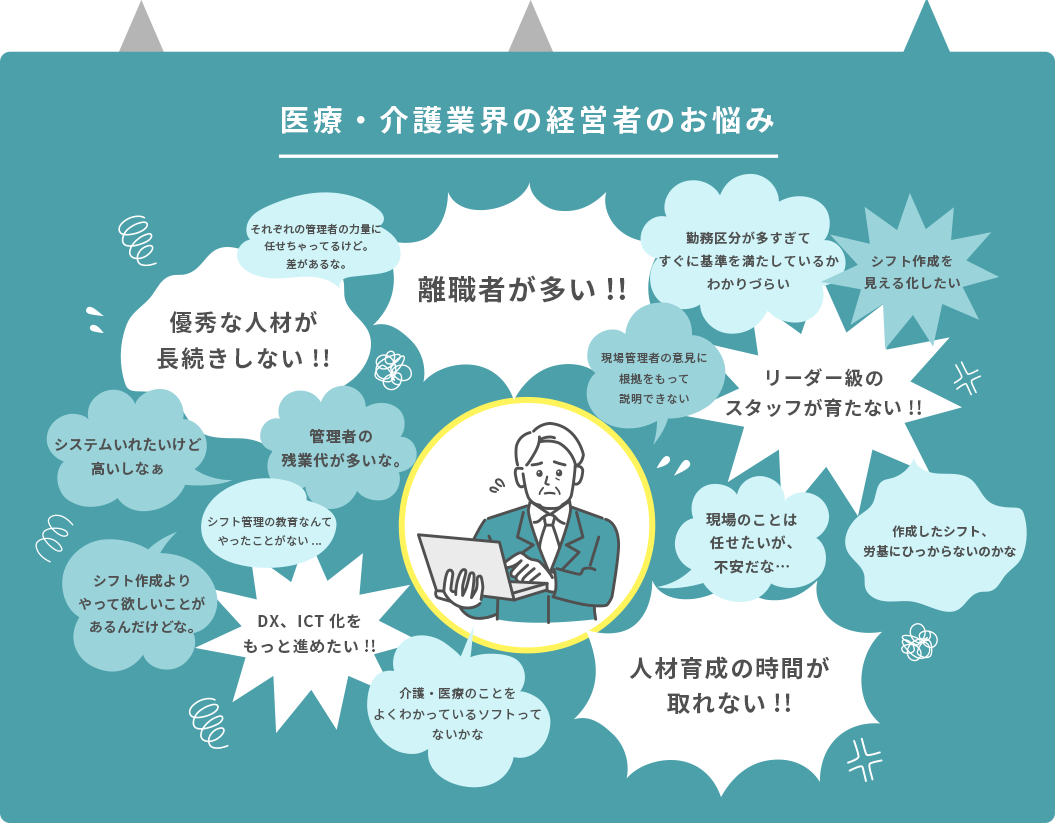 医療・介護業界の経営者のお悩み
それぞれの管理者の力量に
任せちゃってるけど。
差があるな。
優秀な人材が
長続きしない !!
離職者が多い !!
勤務区分が多すぎて
すぐに基準を満たしているか
わかりづらい
シフト作成を
見える化したい
現場管理者の意見に
根拠をもって
説明できない
リーダー級の
スタッフが育たない !!
システムいれたいけど
高いしなぁ
管理者の
残業代が多いな。
シフト管理の教育なんて
やったことがない ...
現場のことは
任せたいが、
不安だな…
作成したシフト、
労基にひっからないのかな
シフト作成より
やって欲しいことが
あるんだけどな。
DX、ICT 化を
もっと進めたい !!
介護・医療のことを
よくわかっているソフトって
ないかな
人材育成の時間が
取れない !!